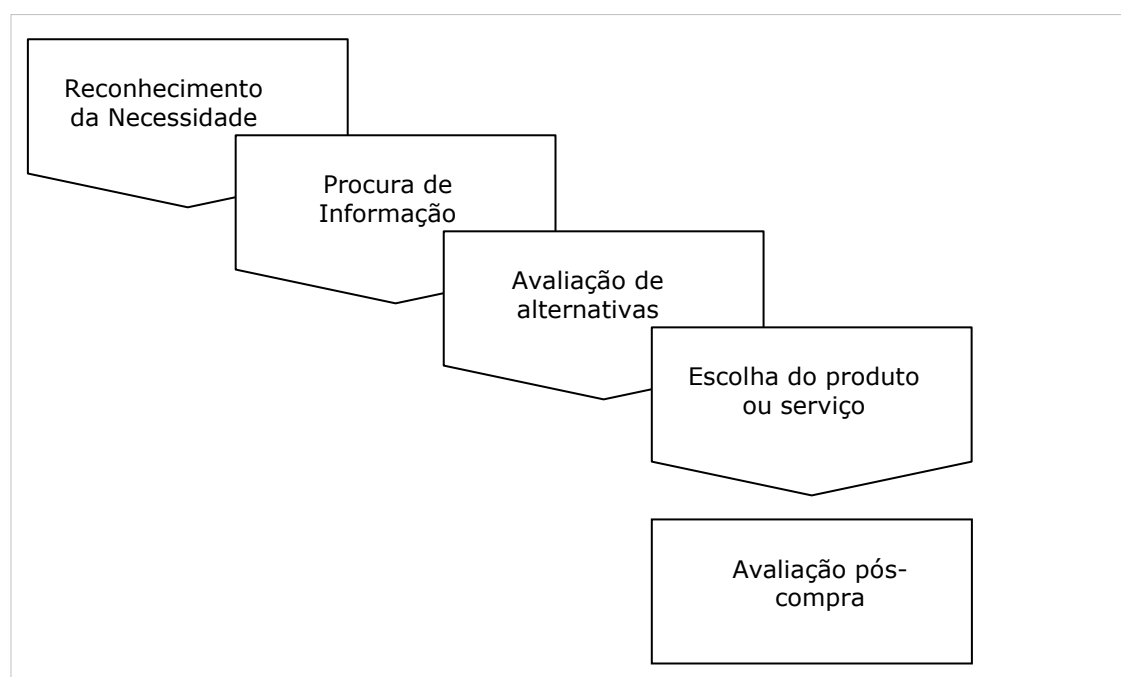 Reconhecimento
da Necessidade
Procura de
Informação
Avaliação de
alternativas
Escolha do produto
ou serviço
Avaliação pós-
compra